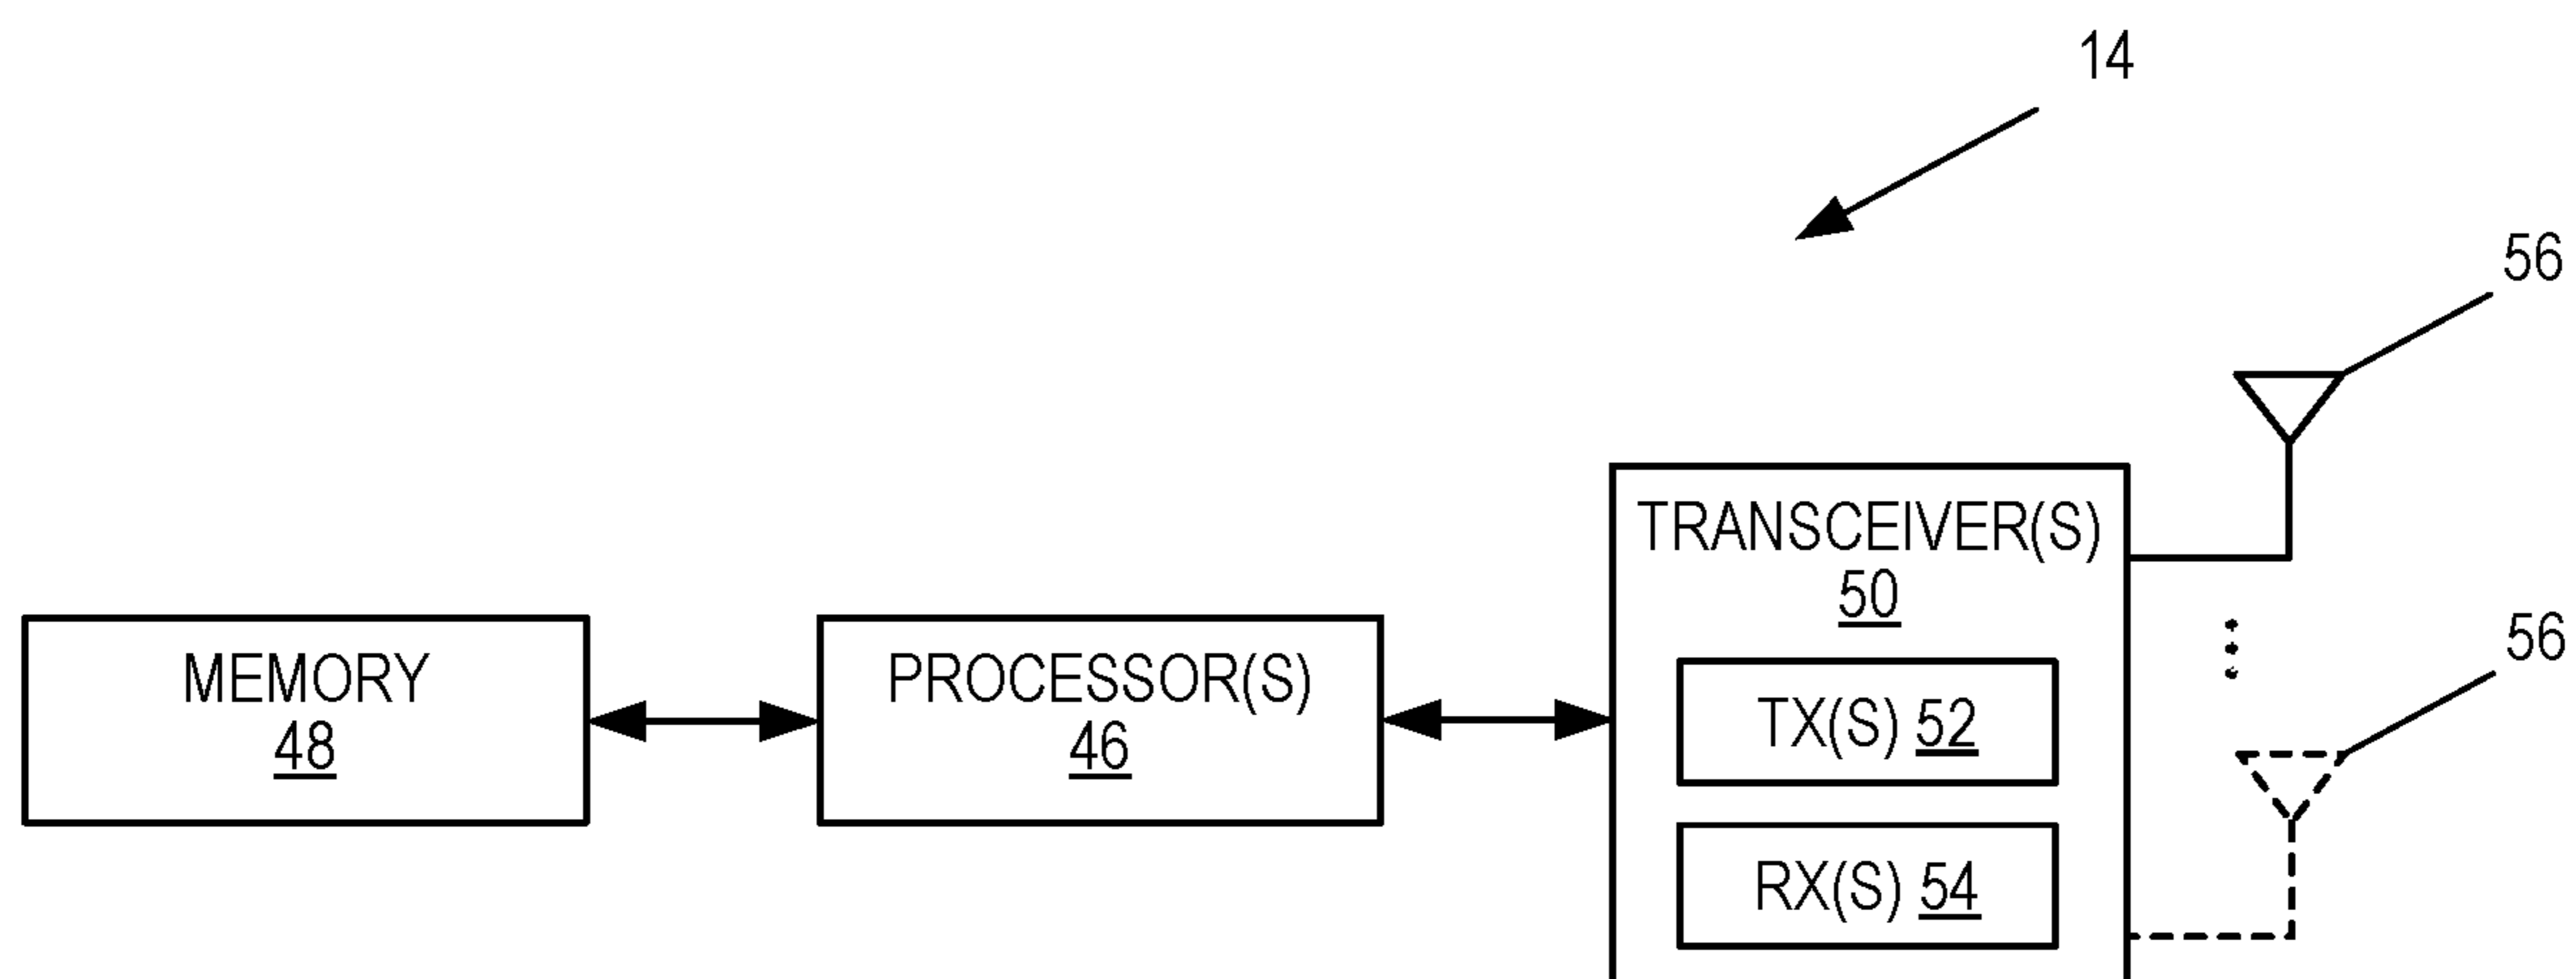 14
56
TRANSCEIVER(S)
50
56
MEMORY
48
PROCESSOR(S)
46
TX(S) 52
RX(S) 54